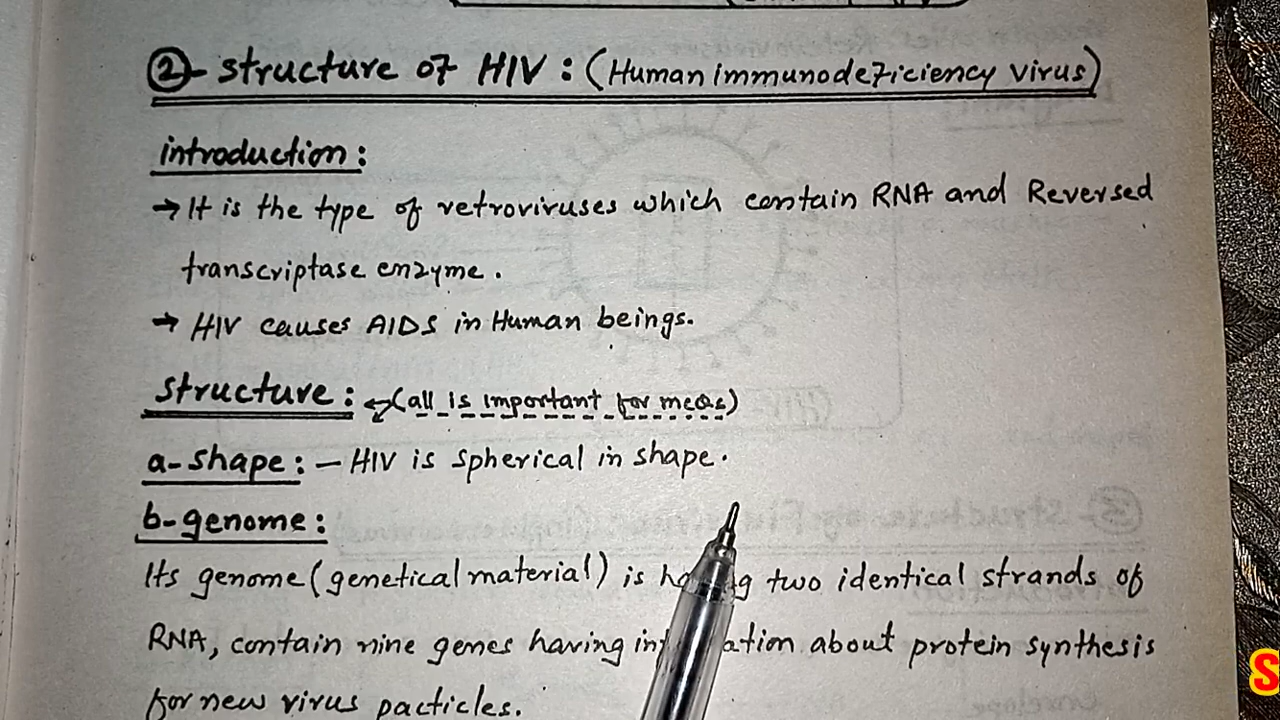 ②- structure of HIV : (Human immunodeficiency virus)
introduction:
→ It is the type of retroviruses which contain RNA and Reversed
transcriptase enzyme.
→ HIV causes AIDS in Human beings.
structure: (all is important for mcqs)
a- shape: — HIV is spherical in shape.
b- genome:
Its genome (genetical material) is two identical strands of
RNA, contain nine genes having about protein synthesis
for new virus particles.
S